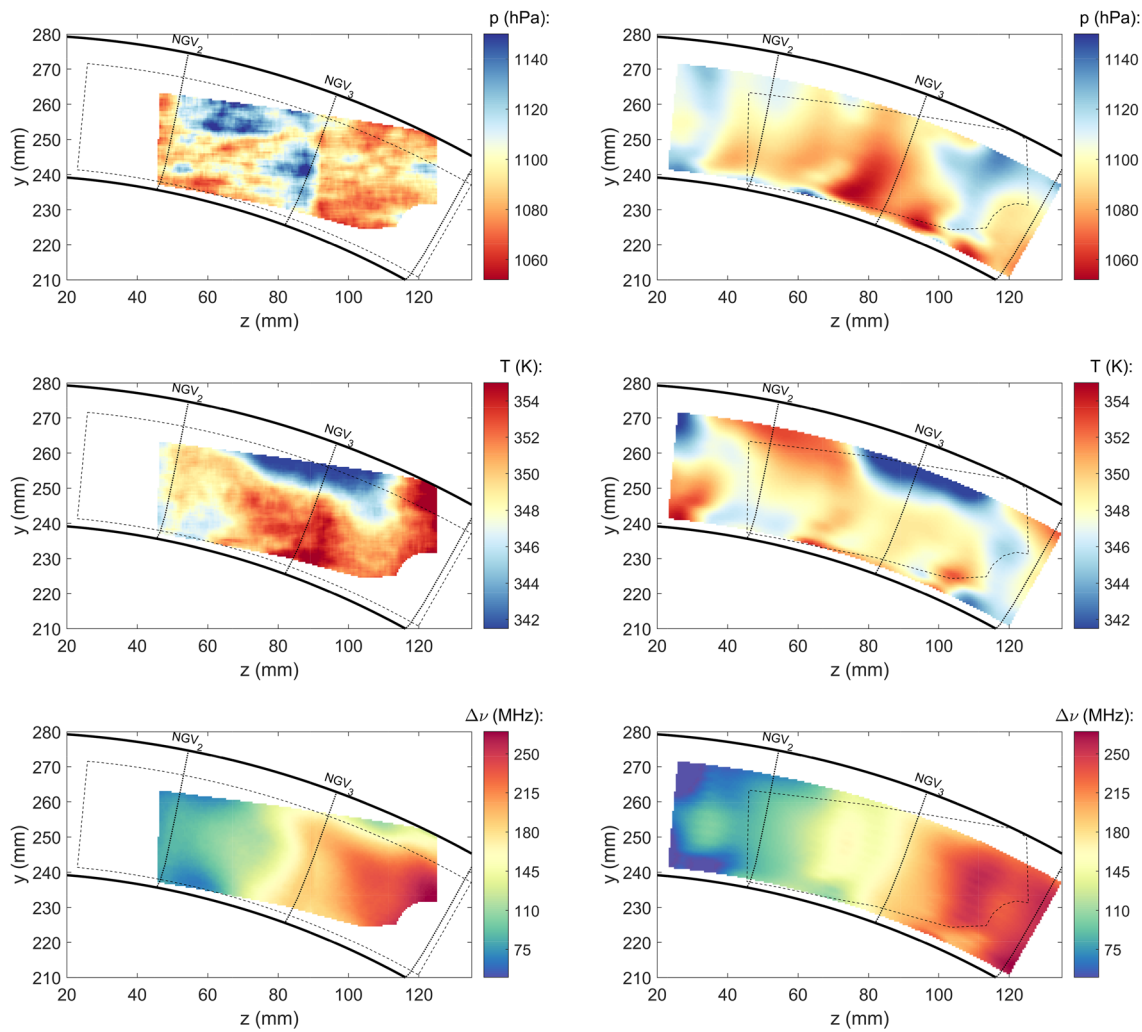 p (hPa):
280
270
260
250
240
230
220
210
y (mm)
20 40 60 80 100 120
z (mm)
NGV2
NGV3
1140
1120
1100
1080
1060
p (hPa):
280
270
260
250
240
230
220
210
y (mm)
20 40 60 80 100 120
z (mm)
NGV2
NGV3
1140
1120
1100
1080
1060
T (K):
280
270
260
250
240
230
220
210
y (mm)
20 40 60 80 100 120
z (mm)
NGV2
NGV3
354
352
350
348
346
344
342
T (K):
280
270
260
250
240
230
220
210
y (mm)
20 40 60 80 100 120
z (mm)
NGV2
NGV3
354
352
350
348
346
344
342
Δν (MHz):
280
270
260
250
240
230
220
210
y (mm)
20 40 60 80 100 120
z (mm)
NGV2
NGV3
250
215
180
145
110
75
Δν (MHz):
280
270
260
250
240
230
220
210
y (mm)
20 40 60 80 100 120
z (mm)
NGV2
NGV3
250
215
180
145
110
75